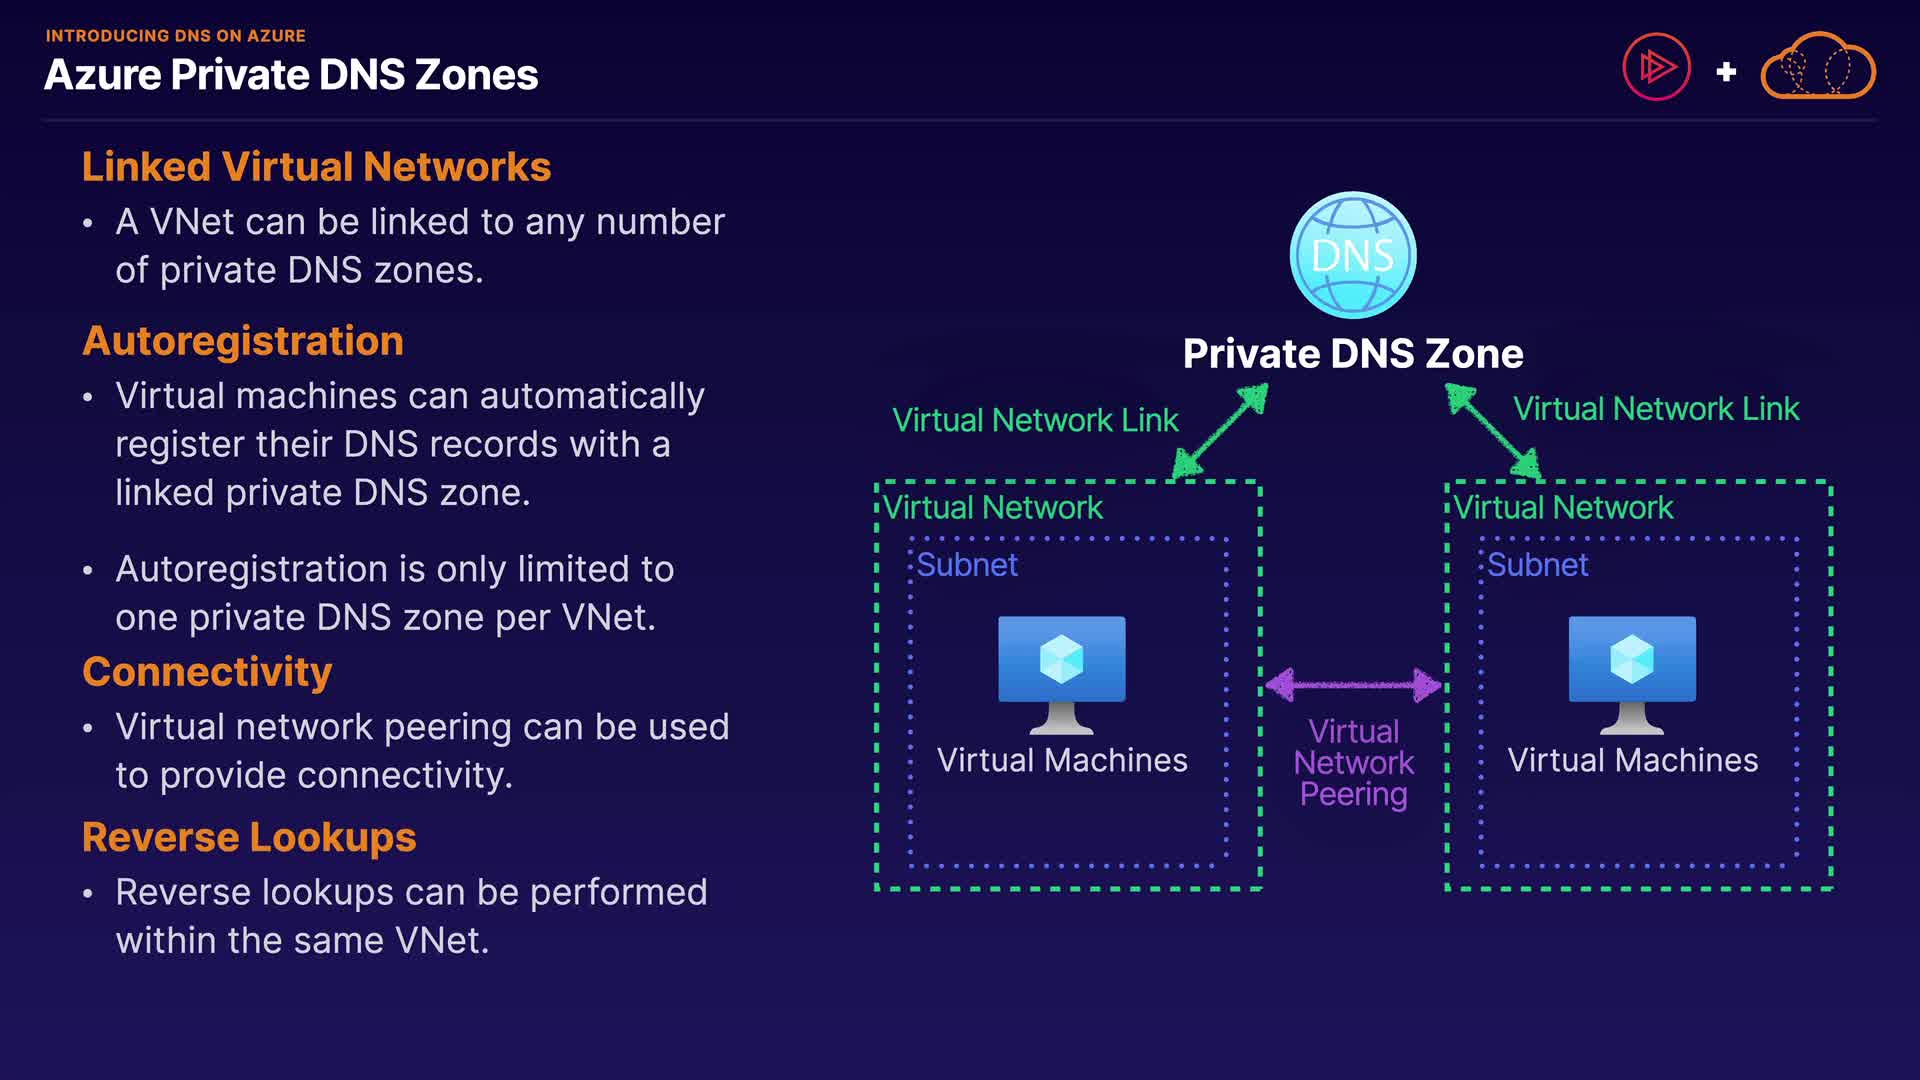 INTRODUCING DNS ON AZURE
Azure Private DNS Zones
Linked Virtual Networks
• A VNet can be linked to any number
of private DNS zones.
Autoregistration
• Virtual machines can automatically
register their DNS records with a
linked private DNS zone.
• Autoregistration is only limited to
one private DNS zone per VNet.
Connectivity
• Virtual network peering can be used
to provide connectivity.
Reverse Lookups
• Reverse lookups can be performed
within the same VNet.
+
DNS
Private DNS Zone
Virtual Network Link
Virtual Network Link
Virtual Network
Subnet
Virtual Machines
Virtual
Network
Peering
Virtual Network
Subnet
Virtual Machines